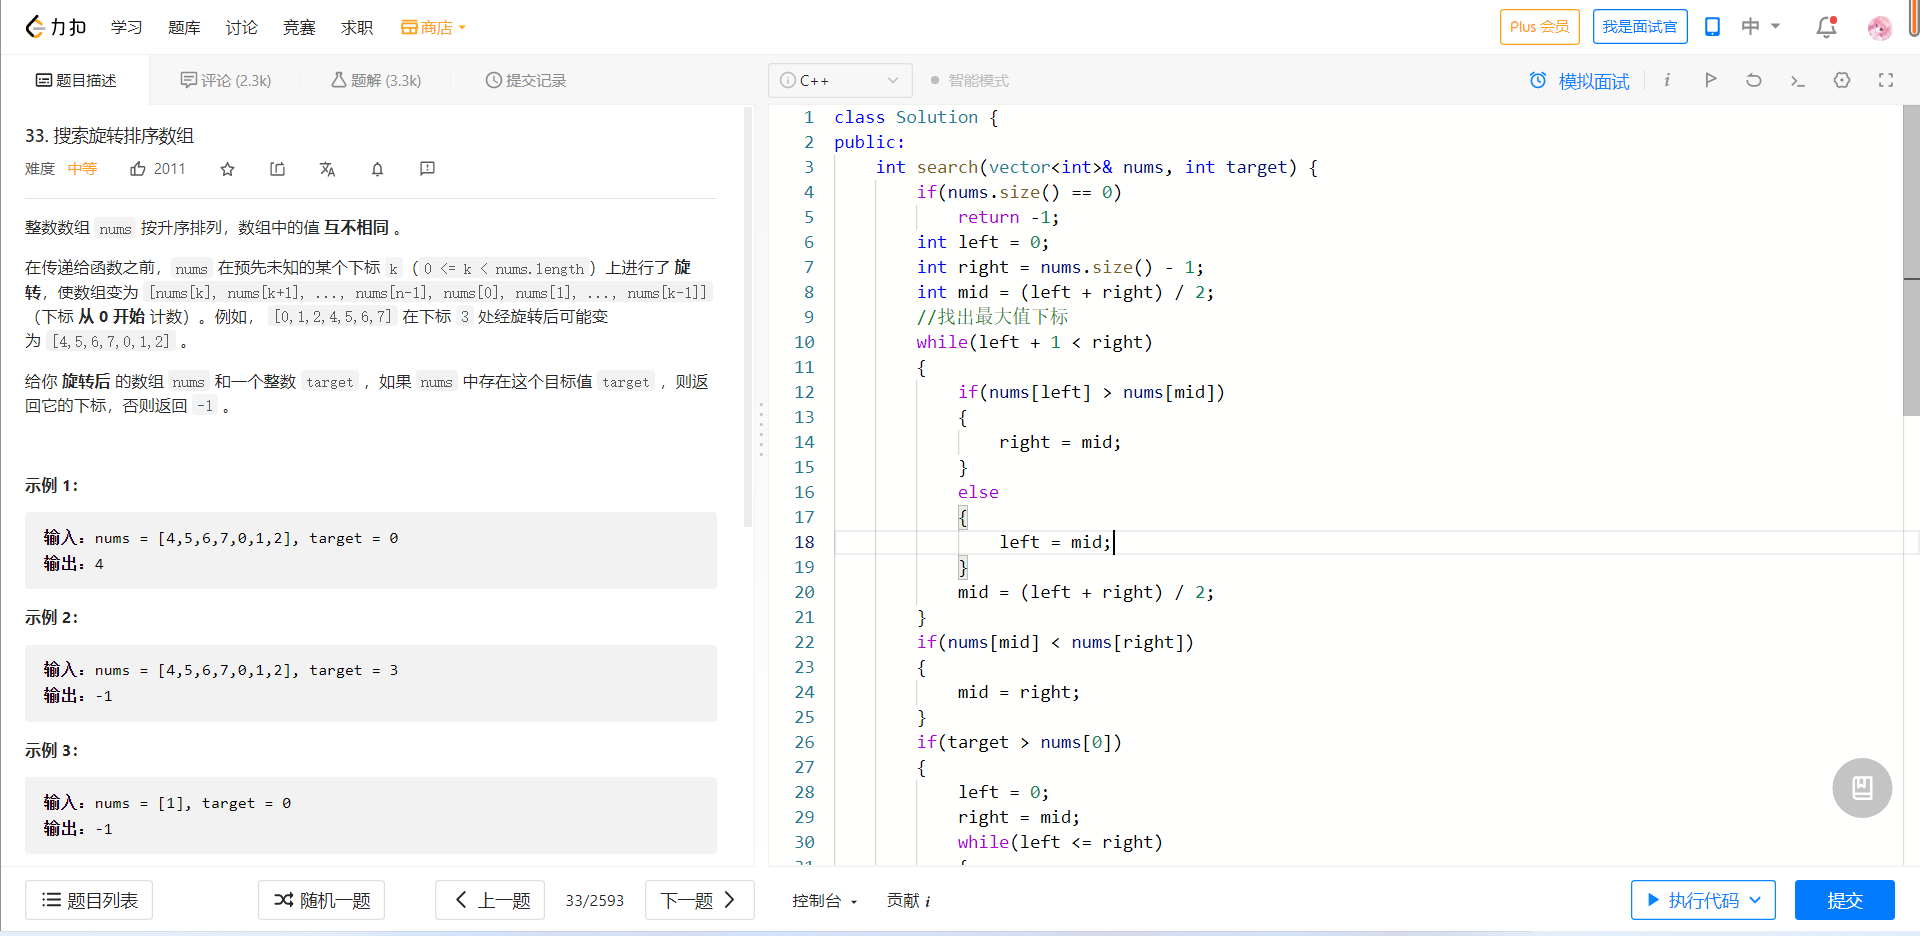 力扣 学习 题库 讨论 竞赛 求职 商店 Plus 会员 我是面试官 中
题目描述 评论 (2.3k) 题解 (3.3k) 提交记录
33. 搜索旋转排序数组
难度 中等 2011
整数数组 nums 按升序排列，数组中的值 互不相同 。
在传递给函数之前，nums 在预先未知的某个下标 k（0 <= k < nums.length）上进行了 旋
转，使数组变为 [nums[k], nums[k+1], ..., nums[n-1], nums[0], nums[1], ..., nums[k-1]]
（下标 从 0 开始 计数）。例如， [0,1,2,4,5,6,7] 在下标 3 处经旋转后可能变
为 [4,5,6,7,0,1,2] 。
给你 旋转后 的数组 nums 和一个整数 target ，如果 nums 中存在这个目标值 target ，则返
回它的下标，否则返回 -1 。
示例 1：
输入：nums = [4,5,6,7,0,1,2], target = 0
输出：4
示例 2：
输入：nums = [4,5,6,7,0,1,2], target = 3
输出：-1
示例 3：
输入：nums = [1], target = 0
输出：-1
题目列表 随机一题 上一题 33/2593 下一题
C++ 智能模式 模拟面试
1 class Solution {
2 public:
3 int search(vector<int>& nums, int target) {
4 if(nums.size() == 0)
5 return -1;
6 int left = 0;
7 int right = nums.size() - 1;
8 int mid = (left + right) / 2;
9 //找出最大值下标
10 while(left + 1 < right)
11 {
12 if(nums[left] > nums[mid])
13 {
14 right = mid;
15 }
16 else
17 {
18 left = mid;
19 }
20 mid = (left + right) / 2;
21 }
22 if(nums[mid] < nums[right])
23 {
24 mid = right;
25 }
26 if(target > nums[0])
27 {
28 left = 0;
29 right = mid;
30 while(left <= right)
31 {
控制台 贡献 i 执行代码 提交